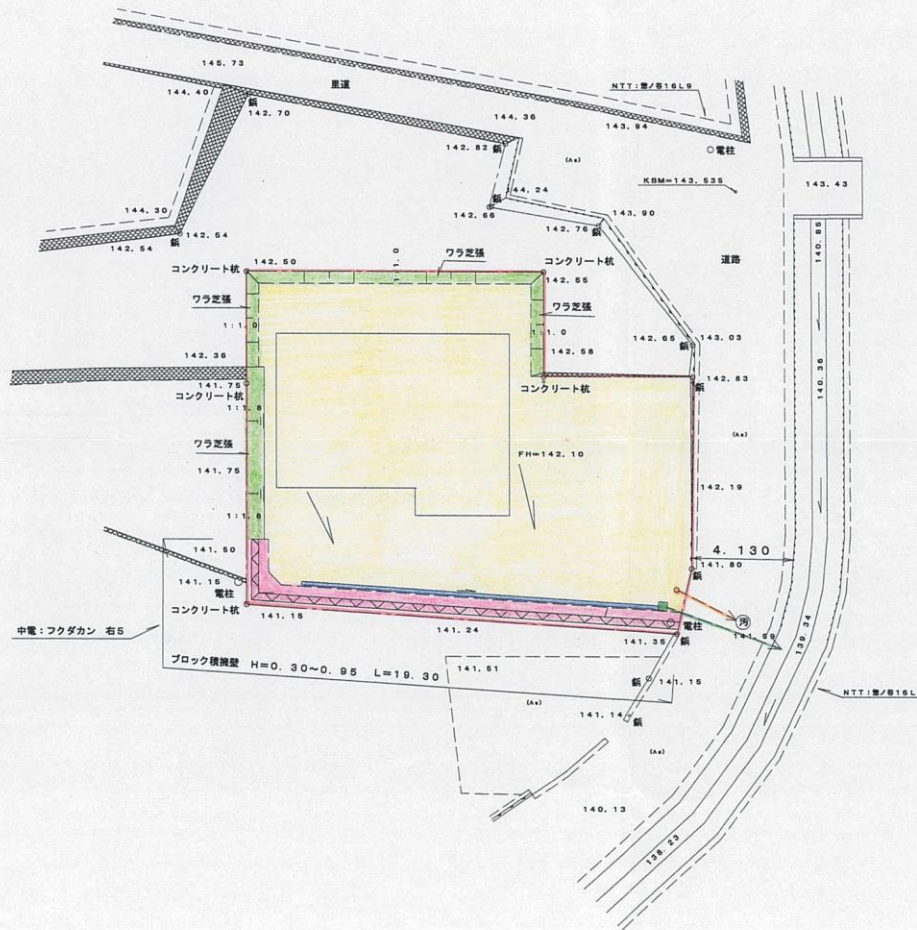 145.73
里道
NTT:惣ノ谷16L9
144.40
鋲
142.70
144.36
143.94
142.82
鋲
(As)
電柱
KBM=143.535
143.43
144.24
鋲
142.66
143.90
144.30
142.76
鋲
142.54
142.54
鋲
140.85
道路
コンクリート杭
142.50
1:1.0
ワラ芝張
コンクリート杭
142.55
ワラ芝張
ワラ芝張
1:1.0
1:1.0
142.65
鋲
143.03
142.36
142.58
140.36
141.75
鋲
142.83
コンクリート杭
コンクリート杭
1:1.8
(As)
ワラ芝張
FH=142.10
141.75
142.19
1:1.8
141.50
4.130
141.80
鋲
141.15
電柱
コンクリート杭
汚
電柱
141.59
139.34
141.16
141.24
141.35
鋲
中電:フクダカン 右5
ブロック積擁壁 H=0.30~0.95 L=19.30
141.51
鋲
141.15
NTT:惣ノ谷16L
(As)
141.14
鋲
(As)
140.13
138.23